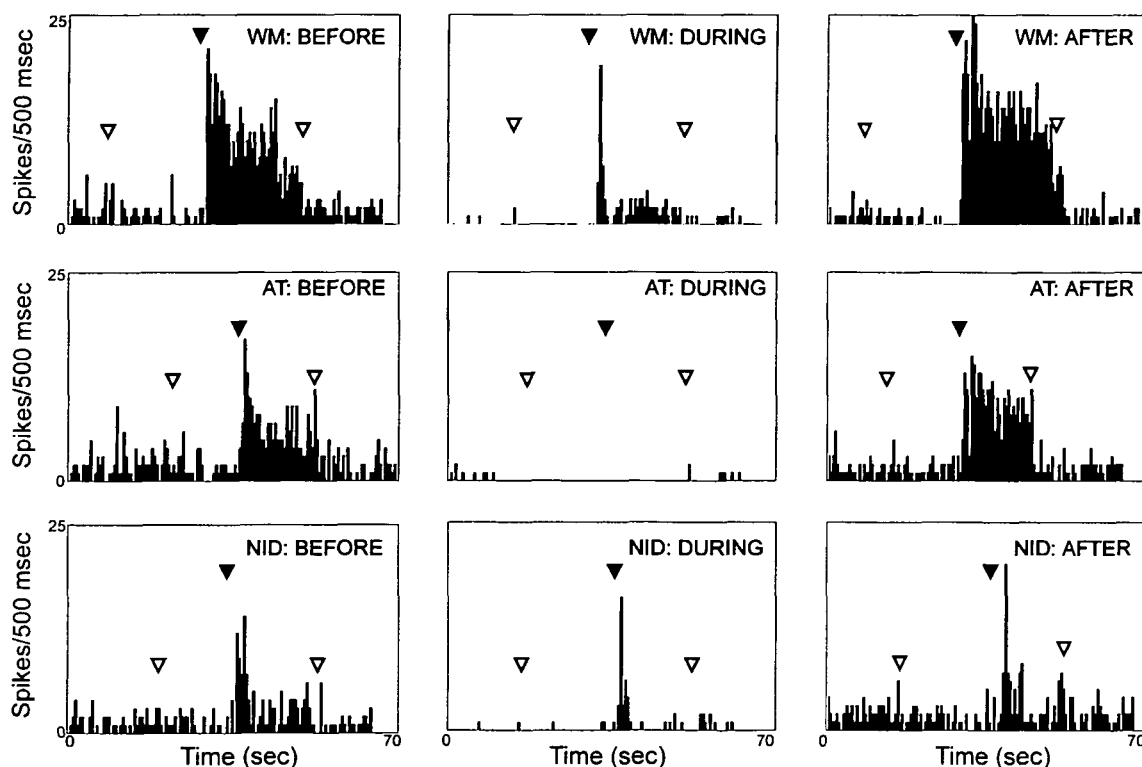 25
WM: BEFORE
WM: DURING
WM: AFTER
Spikes/500 msec
0
25
AT: BEFORE
AT: DURING
AT: AFTER
Spikes/500 msec
0
25
NID: BEFORE
NID: DURING
NID: AFTER
Spikes/500 msec
0
0 Time (sec) 70
0 Time (sec) 70
0 Time (sec) 70